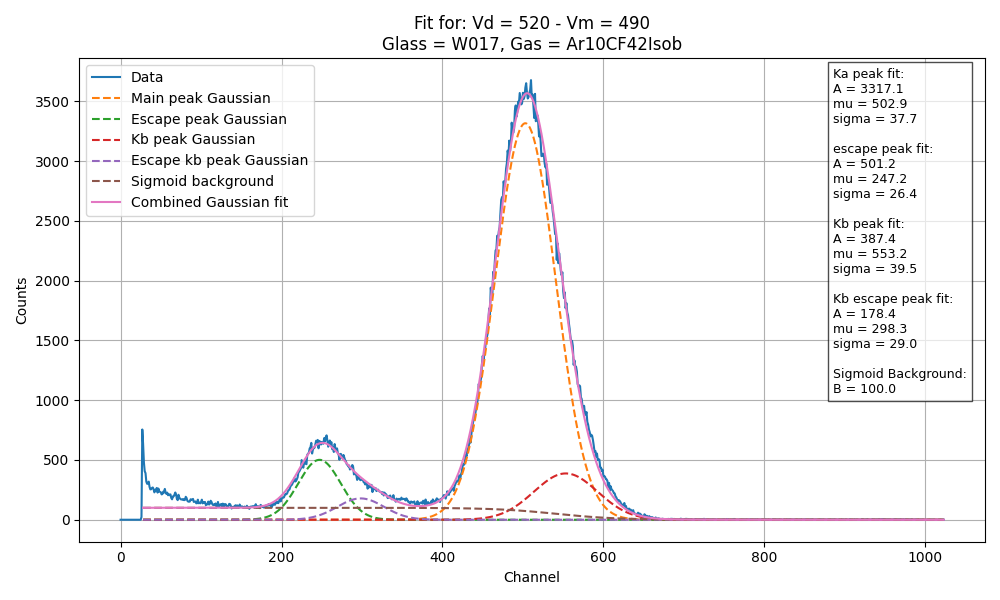 Fit for: Vd = 520 - Vm = 490
Glass = W017, Gas = Ar10CF42Isob
Data
Main peak Gaussian
Escape peak Gaussian
Kb peak Gaussian
Escape kb peak Gaussian
Sigmoid background
Combined Gaussian fit
Ka peak fit:
A = 3317.1
mu = 502.9
sigma = 37.7
escape peak fit:
A = 501.2
mu = 247.2
sigma = 26.4
Kb peak fit:
A = 387.4
mu = 553.2
sigma = 39.5
Kb escape peak fit:
A = 178.4
mu = 298.3
sigma = 29.0
Sigmoid Background:
B = 100.0
Counts
3500
3000
2500
2000
1500
1000
500
0
0 200 400 600 800 1000
Channel